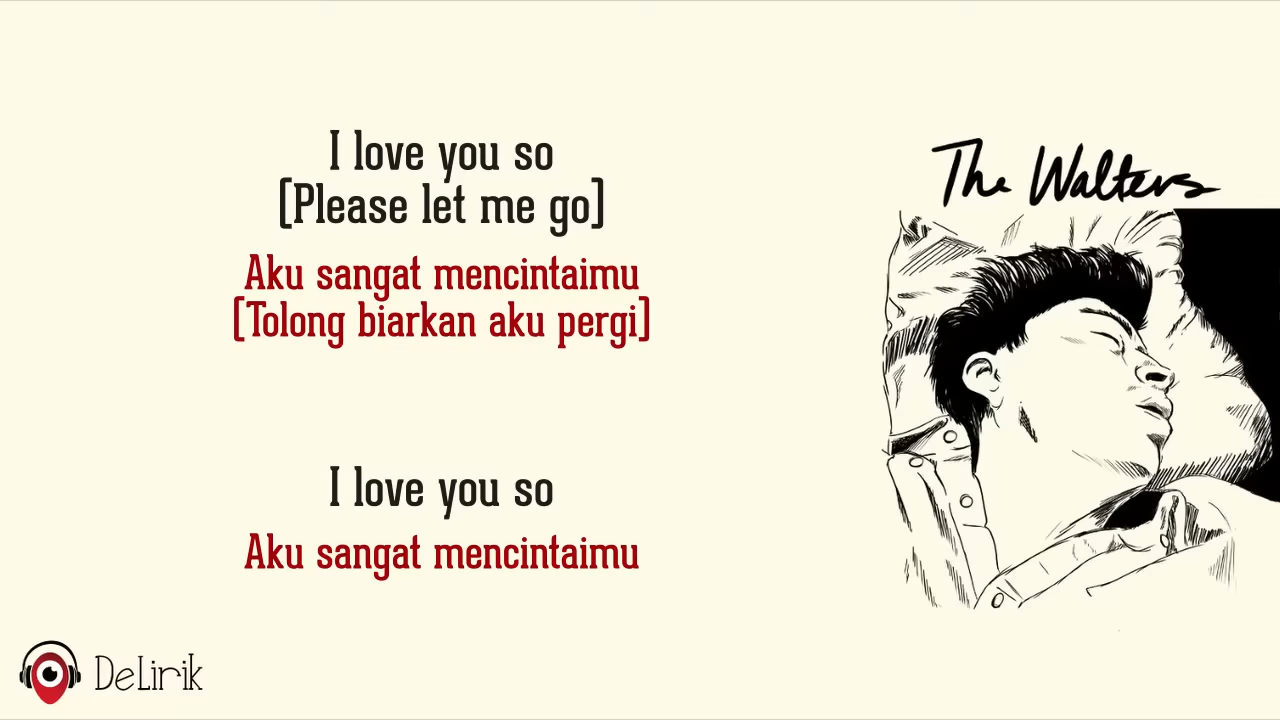 I love you so
[Please let me go]
Aku sangat mencintaimu
[Tolong biarkan aku pergi]
I love you so
Aku sangat mencintaimu
The Walters
DeLirik